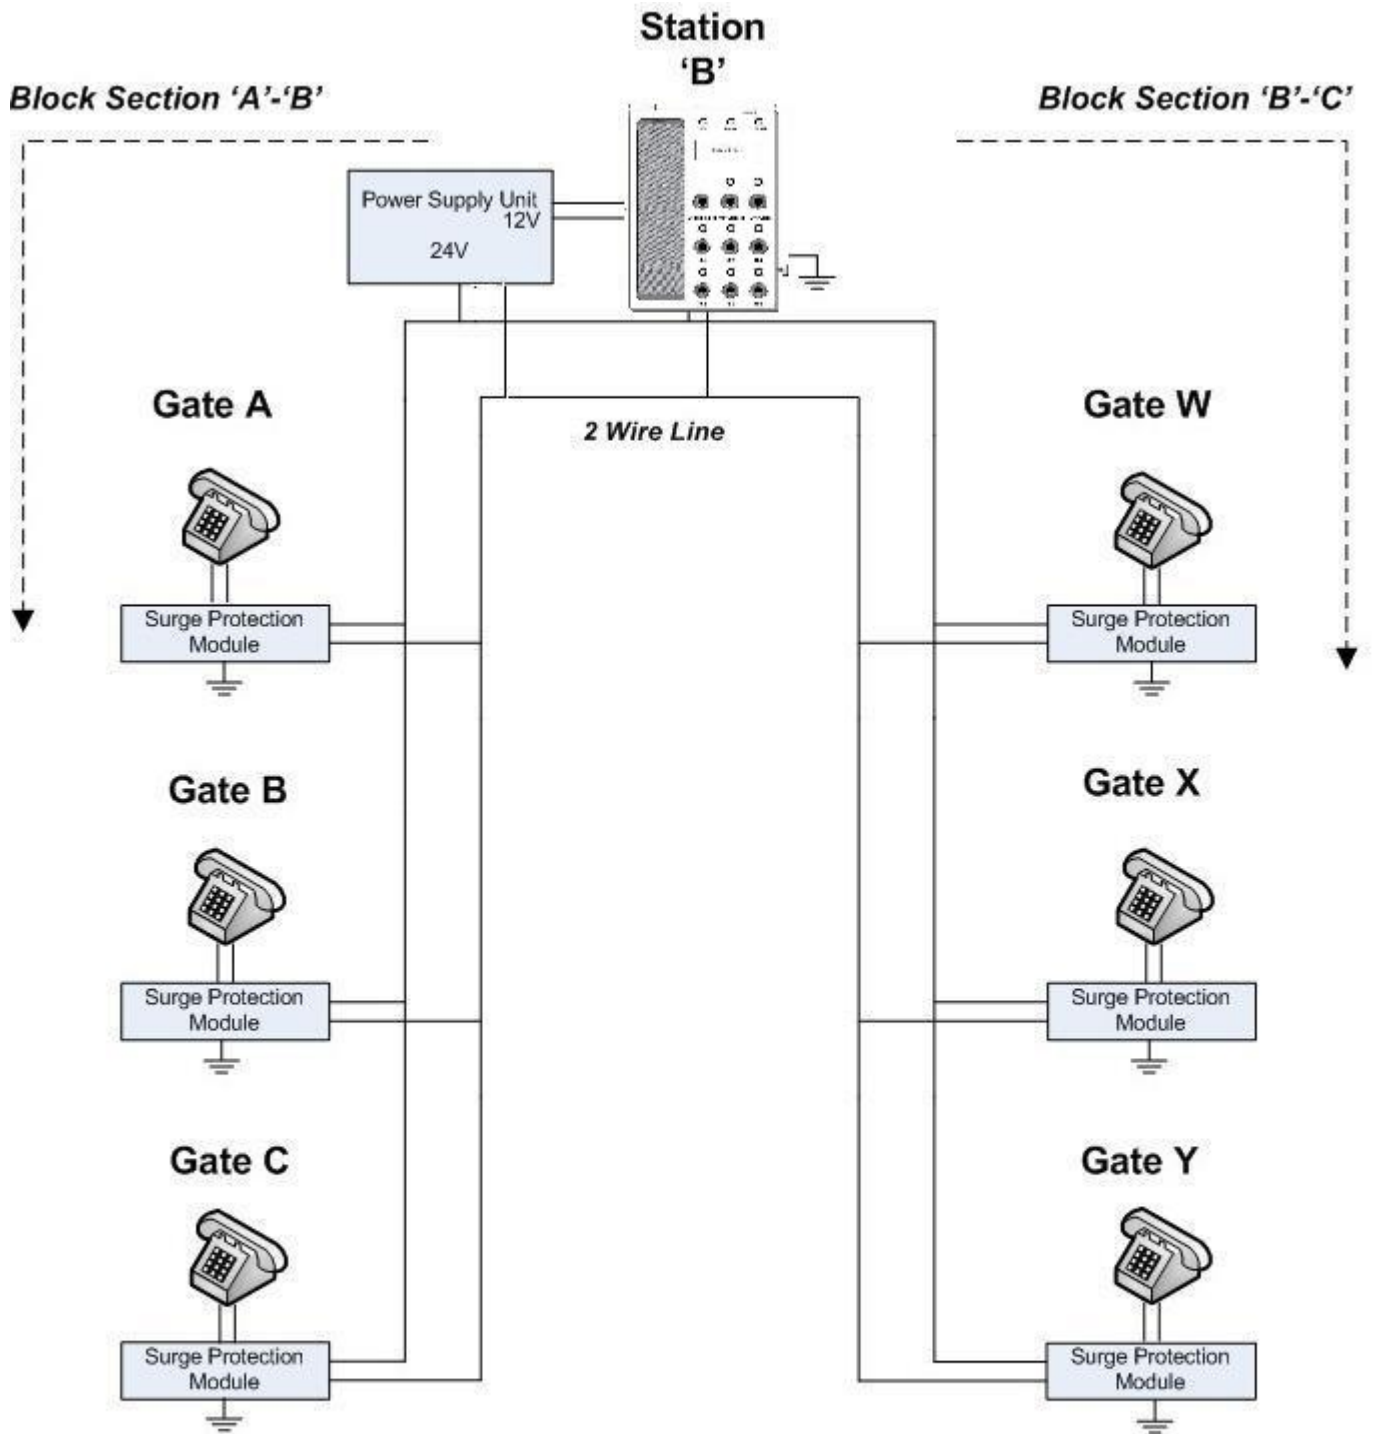 Station
‘B’
Block Section ‘A’-‘B’
Block Section ‘B’-‘C’
Power Supply Unit
12V
24V
Gate A
Gate W
2 Wire Line
Surge Protection
Module
Surge Protection
Module
Gate B
Gate X
Surge Protection
Module
Surge Protection
Module
Gate C
Gate Y
Surge Protection
Module
Surge Protection
Module